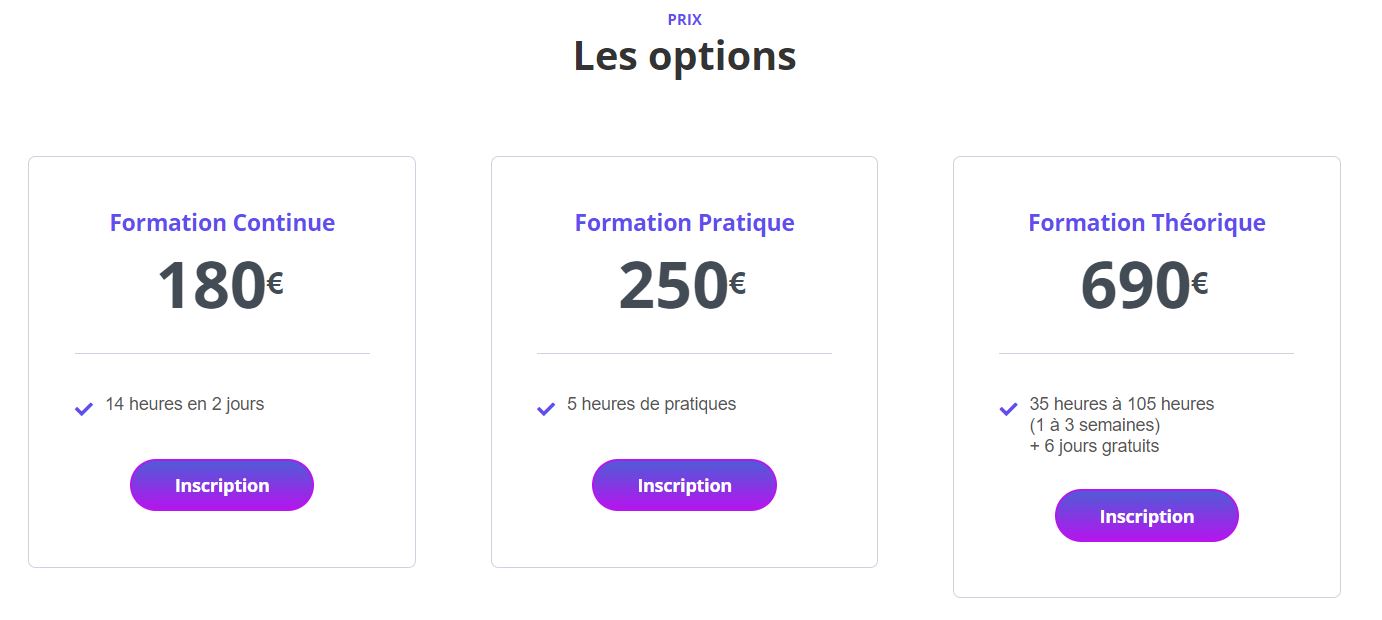 PRIX
Les options
Formation Continue
180€
14 heures en 2 jours
Inscription
Formation Pratique
250€
5 heures de pratiques
Inscription
Formation Théorique
690€
35 heures à 105 heures
(1 à 3 semaines)
+ 6 jours gratuits
Inscription